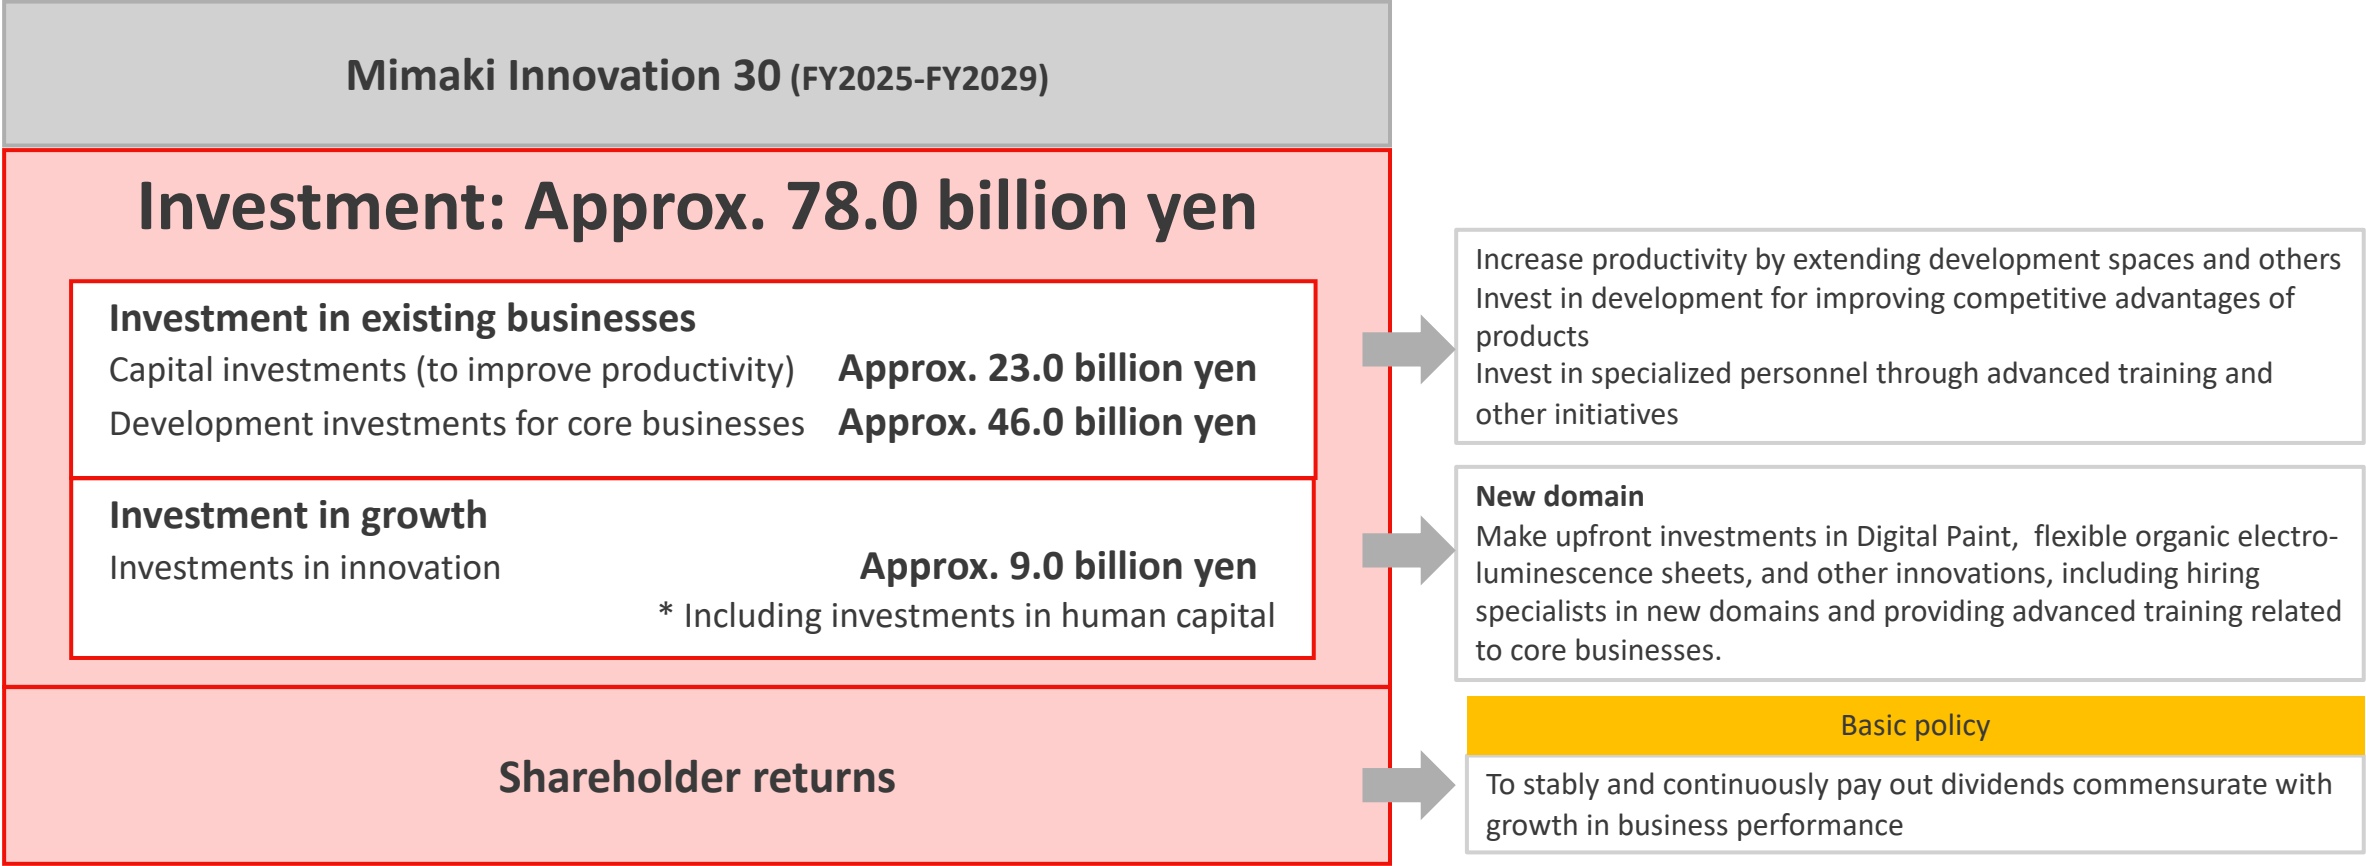 Mimaki Innovation 30 (FY2025-FY2029)
Investment: Approx. 78.0 billion yen
Investment in existing businesses
Capital investments (to improve productivity) Approx. 23.0 billion yen
Development investments for core businesses Approx. 46.0 billion yen
Investment in growth
Investments in innovation Approx. 9.0 billion yen
* Including investments in human capital
Shareholder returns
Increase productivity by extending development spaces and others
Invest in development for improving competitive advantages of
products
Invest in specialized personnel through advanced training and
other initiatives
New domain
Make upfront investments in Digital Paint, flexible organic electro-
luminescence sheets, and other innovations, including hiring
specialists in new domains and providing advanced training related
to core businesses.
Basic policy
To stably and continuously pay out dividends commensurate with
growth in business performance